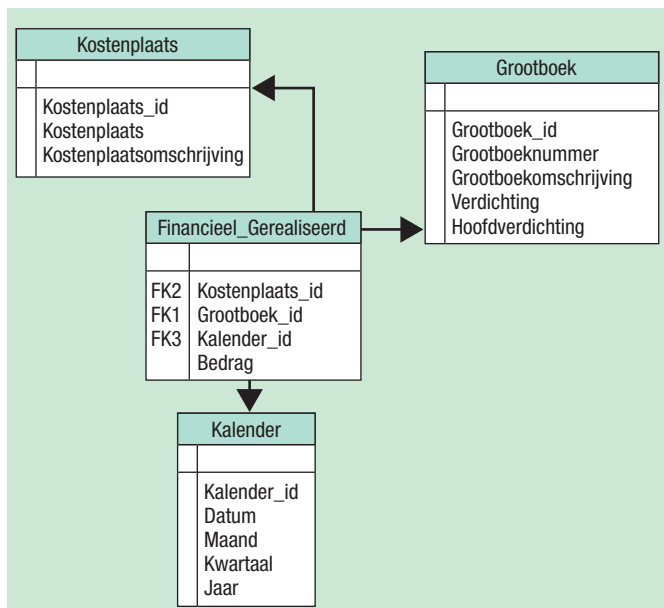 Kostenplaats
Kostenplaats_id
Kostenplaats
Kostenplaatsomschrijving
Grootboek
Grootboek_id
Grootboeknummer
Grootboekomschrijving
Verdichting
Hoofdverdichting
Financieel_Gerealiseerd
FK2 Kostenplaats_id
FK1 Grootboek_id
FK3 Kalender_id
Bedrag
Kalender
Kalender_id
Datum
Maand
Kwartaal
Jaar